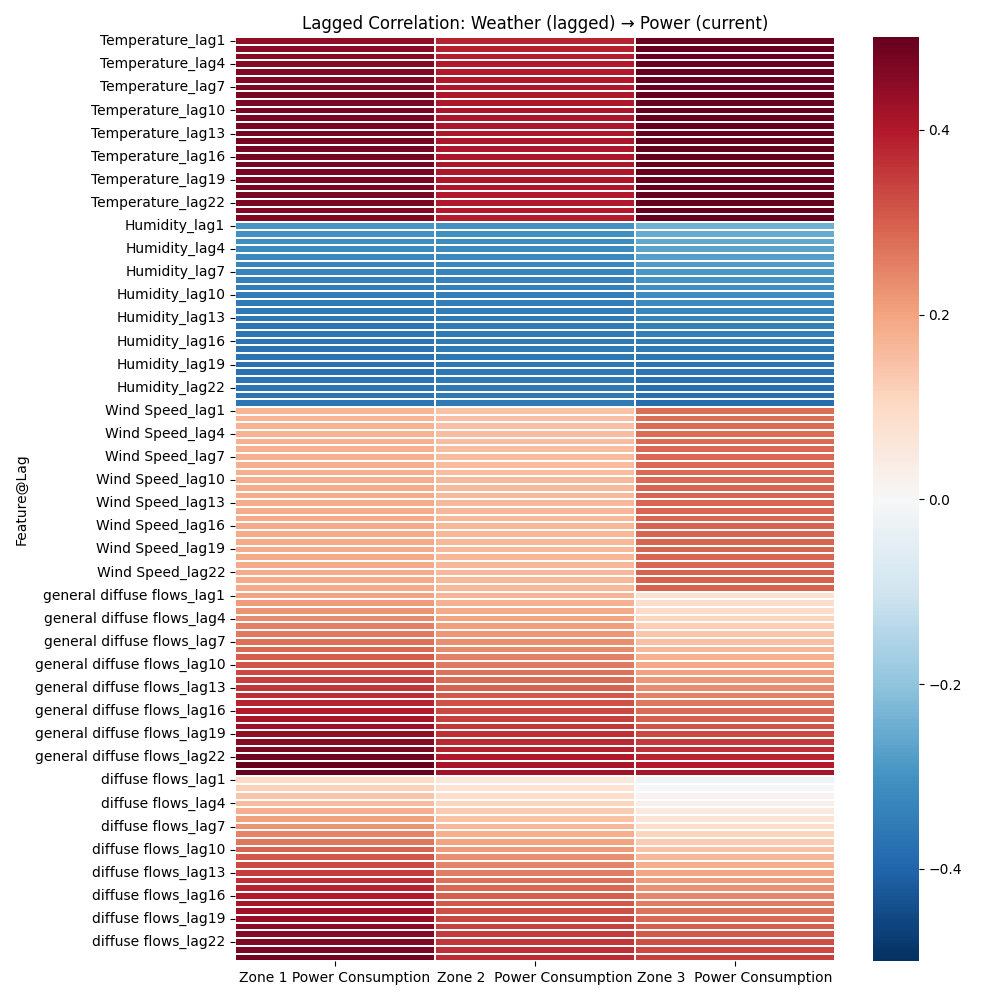 Lagged Correlation: Weather (lagged) → Power (current)
Temperature_lag1
Temperature_lag4
Temperature_lag7
Temperature_lag10
Temperature_lag13
Temperature_lag16
Temperature_lag19
Temperature_lag22
Humidity_lag1
Humidity_lag4
Humidity_lag7
Humidity_lag10
Humidity_lag13
Humidity_lag16
Humidity_lag19
Humidity_lag22
Wind Speed_lag1
Wind Speed_lag4
Wind Speed_lag7
Wind Speed_lag10
Wind Speed_lag13
Wind Speed_lag16
Wind Speed_lag19
Wind Speed_lag22
general diffuse flows_lag1
general diffuse flows_lag4
general diffuse flows_lag7
general diffuse flows_lag10
general diffuse flows_lag13
general diffuse flows_lag16
general diffuse flows_lag19
general diffuse flows_lag22
diffuse flows_lag1
diffuse flows_lag4
diffuse flows_lag7
diffuse flows_lag10
diffuse flows_lag13
diffuse flows_lag16
diffuse flows_lag19
diffuse flows_lag22
Feature@Lag
Zone 1 Power Consumption
Zone 2  Power Consumption
Zone 3  Power Consumption
0.4
0.2
0.0
−0.2
−0.4